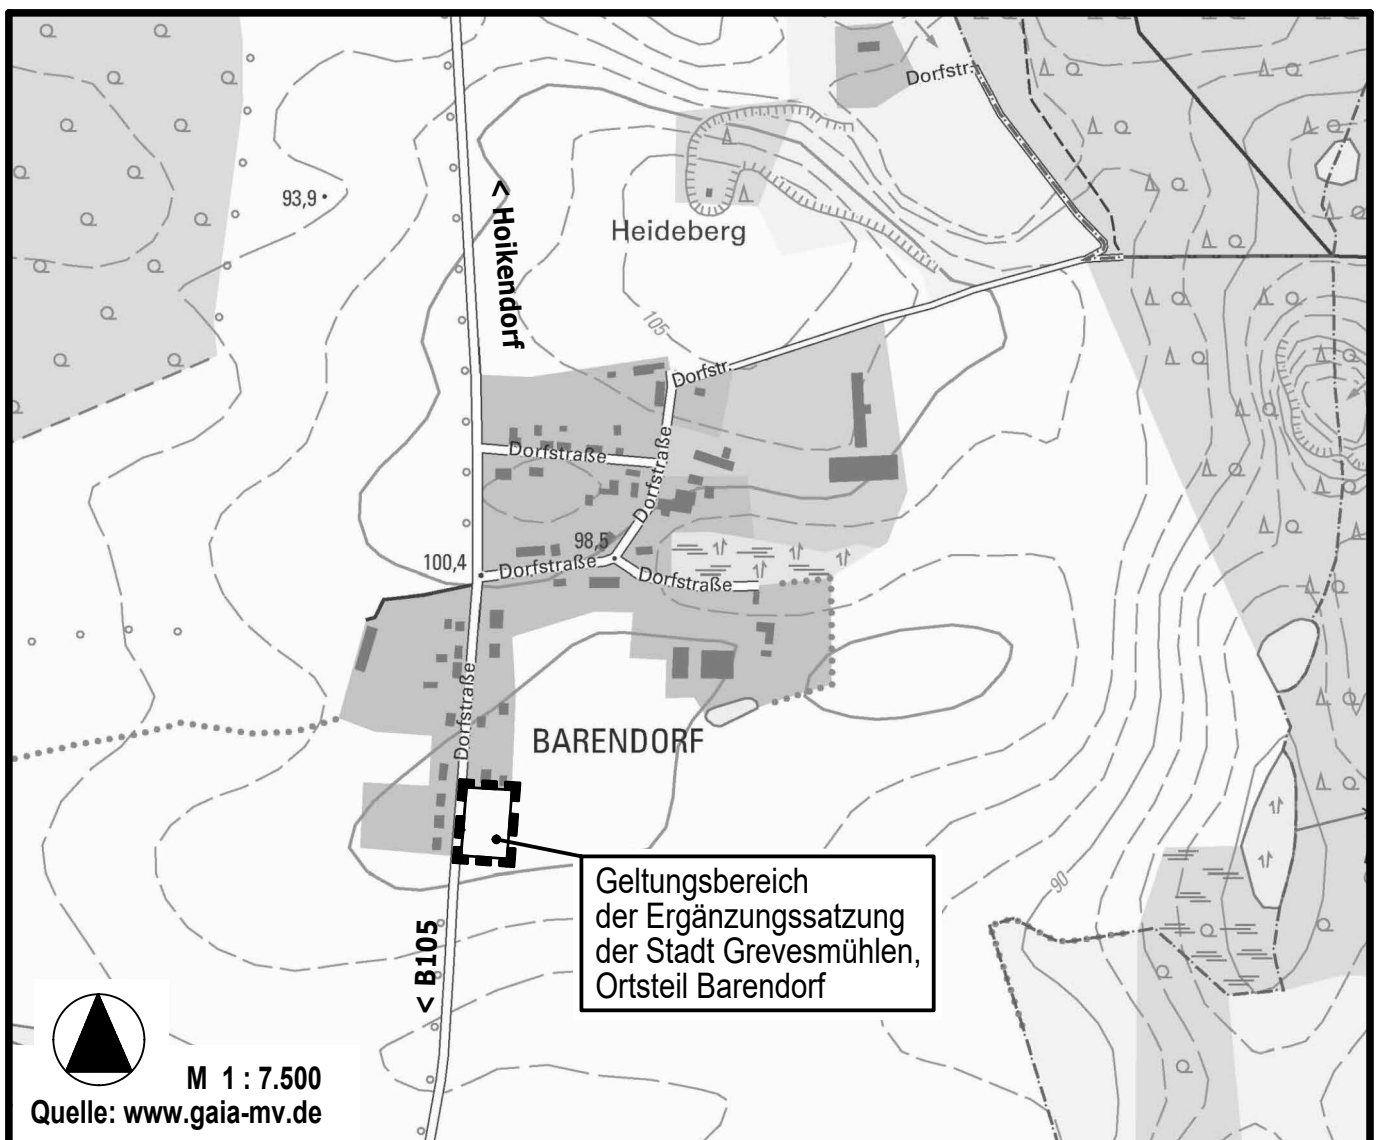 Dorfstr.
93,9
< Hoikendorf
Heideberg
105
Dorfstr.
Dorfstraße
Dorfstraße
98,5
100,4
Dorfstraße
Dorfstraße
Dorfstraße
BARENDORF
Geltungsbereich
der Ergänzungssatzung
der Stadt Grevesmühlen,
Ortsteil Barendorf
90
< B105
M 1 : 7.500
Quelle: www.gaia-mv.de